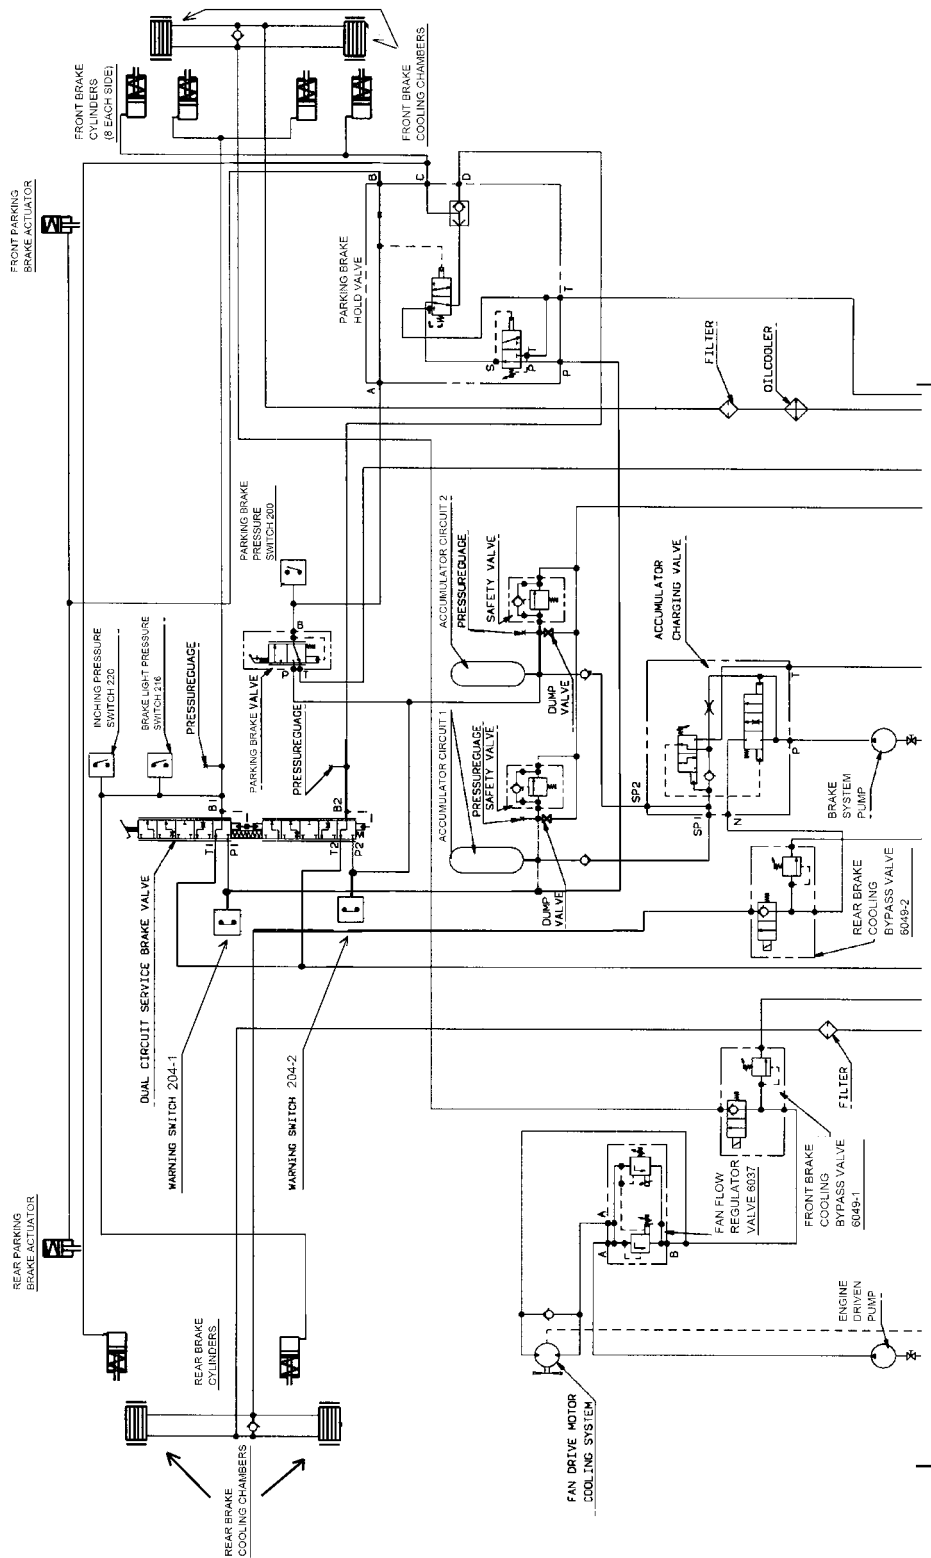 FRONT BRAKE
CYLINDERS
(8 EACH SIDE)
FRONT BRAKE
COOLING CHAMBERS
FRONT PARKING
BRAKE ACTUATOR
PARKING BRAKE
HOLD VALVE
A
B
C
D
S
P
T
P
T
FILTER
OILCOOLER
INCHING PRESSURE
SWITCH 220
BRAKE LIGHT PRESSURE
SWITCH 216
PRESSUREGUAGE
PARKING BRAKE
PRESSURE
SWITCH 200
PARKING BRAKE VALVE
B
P
T
PRESSUREGUAGE
ACCUMULATOR CIRCUIT 2
PRESSUREGUAGE
SAFETY VALVE
DUMP
VALVE
ACCUMULATOR CIRCUIT 1
PRESSUREGUAGE
SAFETY VALVE
DUMP
VALVE
ACCUMULATOR
CHARGING VALVE
SP2
SP1
N
P
T
BRAKE
SYSTEM
PUMP
B1
T1
P1
B2
T2
P2
DUAL CIRCUIT SERVICE BRAKE VALVE
WARNING SWITCH 204-1
WARNING SWITCH 204-2
REAR BRAKE
COOLING
BYPASS VALVE
6049-2
FILTER
FRONT BRAKE
COOLING
BYPASS VALVE
6049-1
FAN FLOW
REGULATOR
VALVE 6037
A
A
B
ENGINE
DRIVEN
PUMP
FAN DRIVE MOTOR
COOLING SYSTEM
REAR PARKING
BRAKE ACTUATOR
REAR BRAKE
CYLINDERS
REAR BRAKE
COOLING CHAMBERS